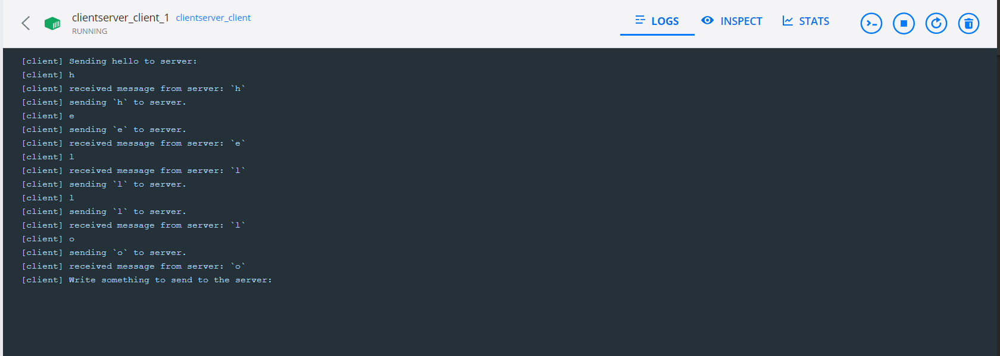 clientserver_client_1 clientserver_client
RUNNING
LOGS INSPECT STATS
[client] Sending hello to server:
[client] h
[client] received message from server: `h`
[client] sending `h` to server.
[client] e
[client] sending `e` to server.
[client] received message from server: `e`
[client] l
[client] received message from server: `l`
[client] sending `l` to server.
[client] l
[client] sending `l` to server.
[client] received message from server: `l`
[client] o
[client] sending `o` to server.
[client] received message from server: `o`
[client] Write something to send to the server: